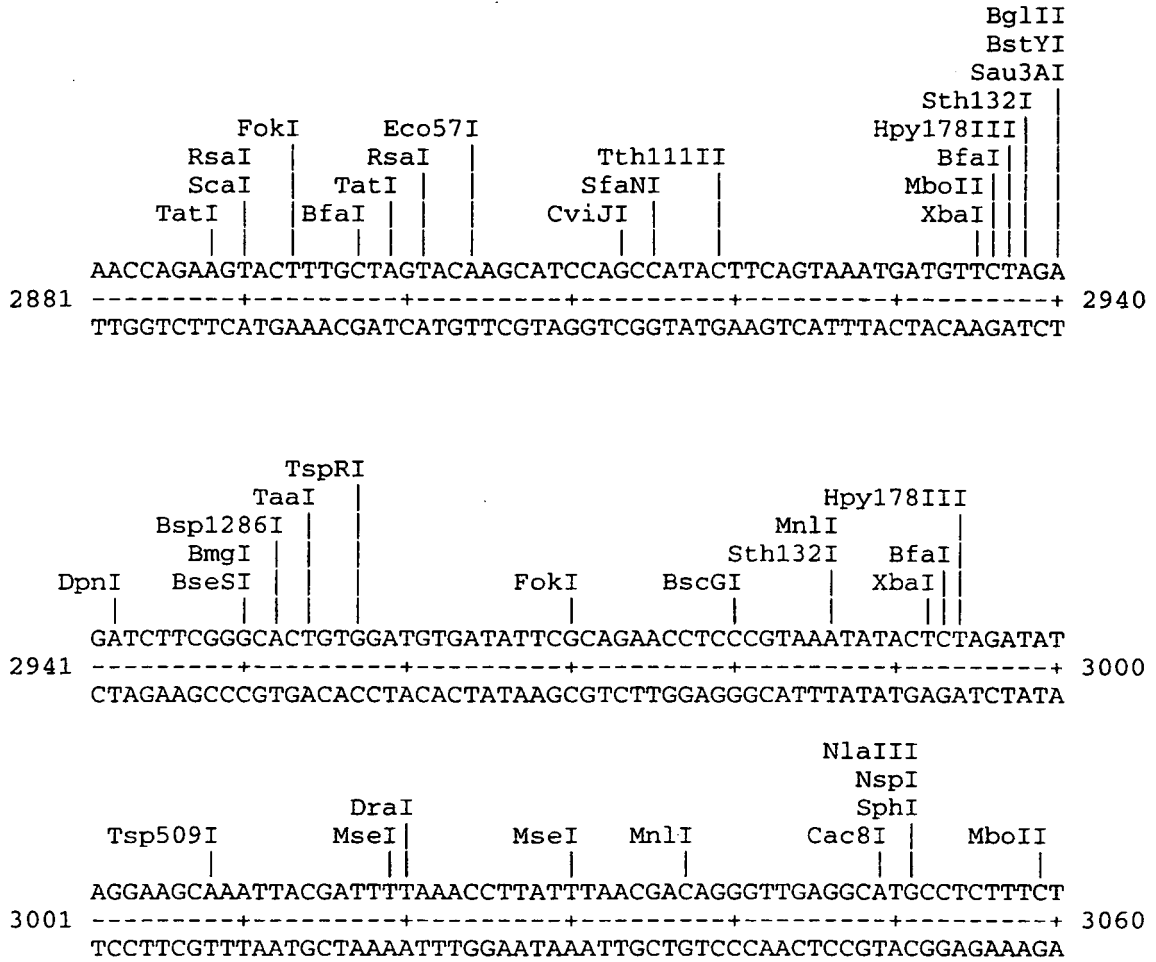 BglII
BstYI
Sau3AI
Sth132I
FokI Eco57I Hpy178III
RsaI RsaI Tth111II BfaI
ScaI TatI SfaNI MboII
TatI BfaI CviJI XbaI
AACCAGAAGTACTTTGCTAGTACAAGCATCCAGCCATACTTCAGTAAATGATGTTCTAGA
2881 ---------+---------+---------+---------+---------+---------+ 2940
TTGGTCTTCATGAAACGATCATGTTCGTAGGTCGGTATGAAGTCATTTACTACAAGATCT
TspRI
TaaI Hpy178III
Bsp1286I MnlI
BmgI Sth132I BfaI
DpnI BseSI FokI BscGI XbaI
GATCTTCGGGCACTGTGGATGTGATATTCGCAGAACCTCCCGTAAATATACTCTAGATAT
2941 ---------+---------+---------+---------+---------+---------+ 3000
CTAGAAGCCCGTGACACCTACACTATAAGCGTCTTGGAGGGCATTTATATGAGATCTATA
NlaIII
NspI
DraI SphI
Tsp509I MseI MseI MnlI Cac8I MboII
AGGAAGCAAATTACGATTTTAAACCTTATTTAACGACAGGGTTGAGGCATGCCTCTTTCT
3001 ---------+---------+---------+---------+---------+---------+ 3060
TCCTTCGTTTAATGCTAAAATTTGGAATAAATTGCTGTCCCAACTCCGTACGGAGAAAGA